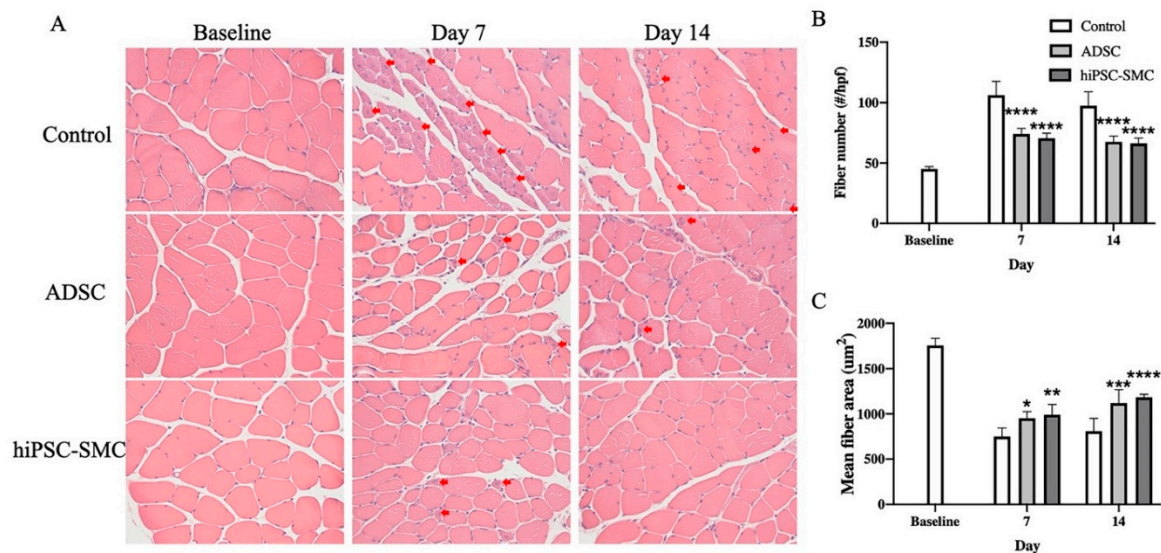 A
Baseline
Day 7
Day 14
Control
ADSC
hiPSC-SMC
B
Control
ADSC
hiPSC-SMC
Fiber number (#/hpf)
150
100
50
0
****
****
****
****
Baseline
7
14
Day
C
Mean fiber area (um²)
2000
1500
1000
500
0
*
**
***
****
Baseline
7
14
Day